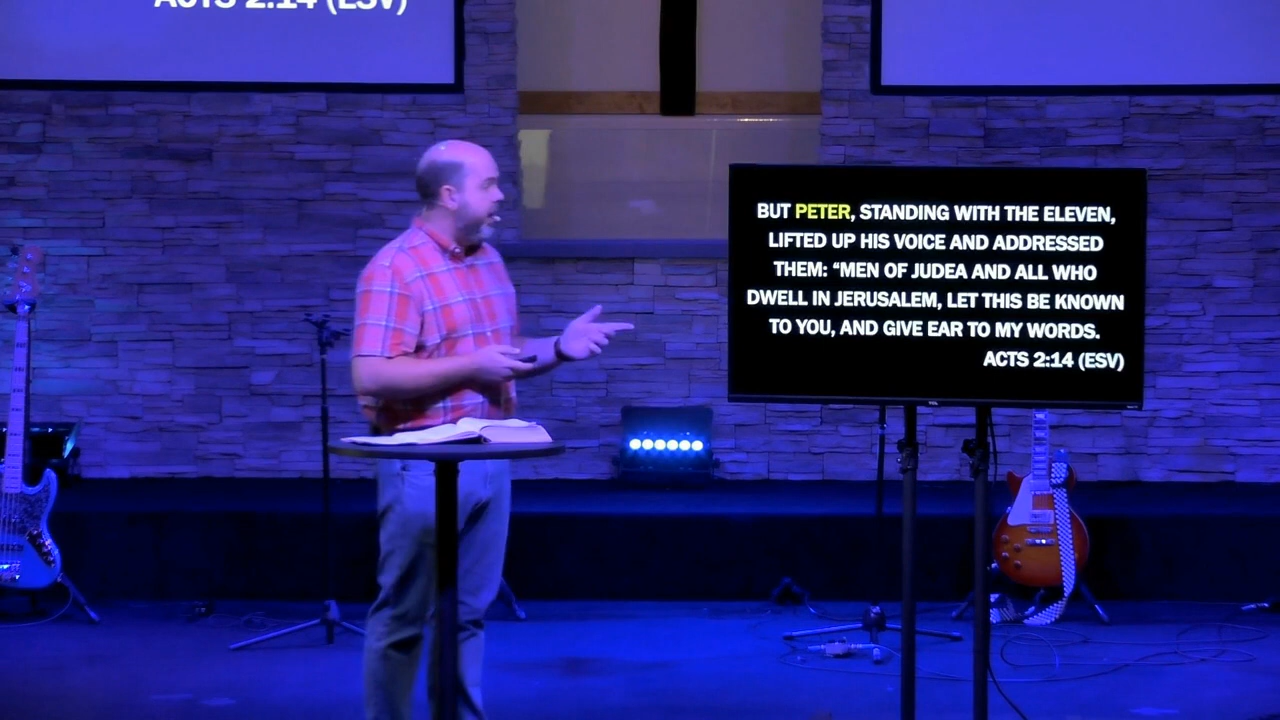 ACTS 2:14 (ESV)
BUT PETER, STANDING WITH THE ELEVEN,
LIFTED UP HIS VOICE AND ADDRESSED
THEM: “MEN OF JUDEA AND ALL WHO
DWELL IN JERUSALEM, LET THIS BE KNOWN
TO YOU, AND GIVE EAR TO MY WORDS.
ACTS 2:14 (ESV)
TCL